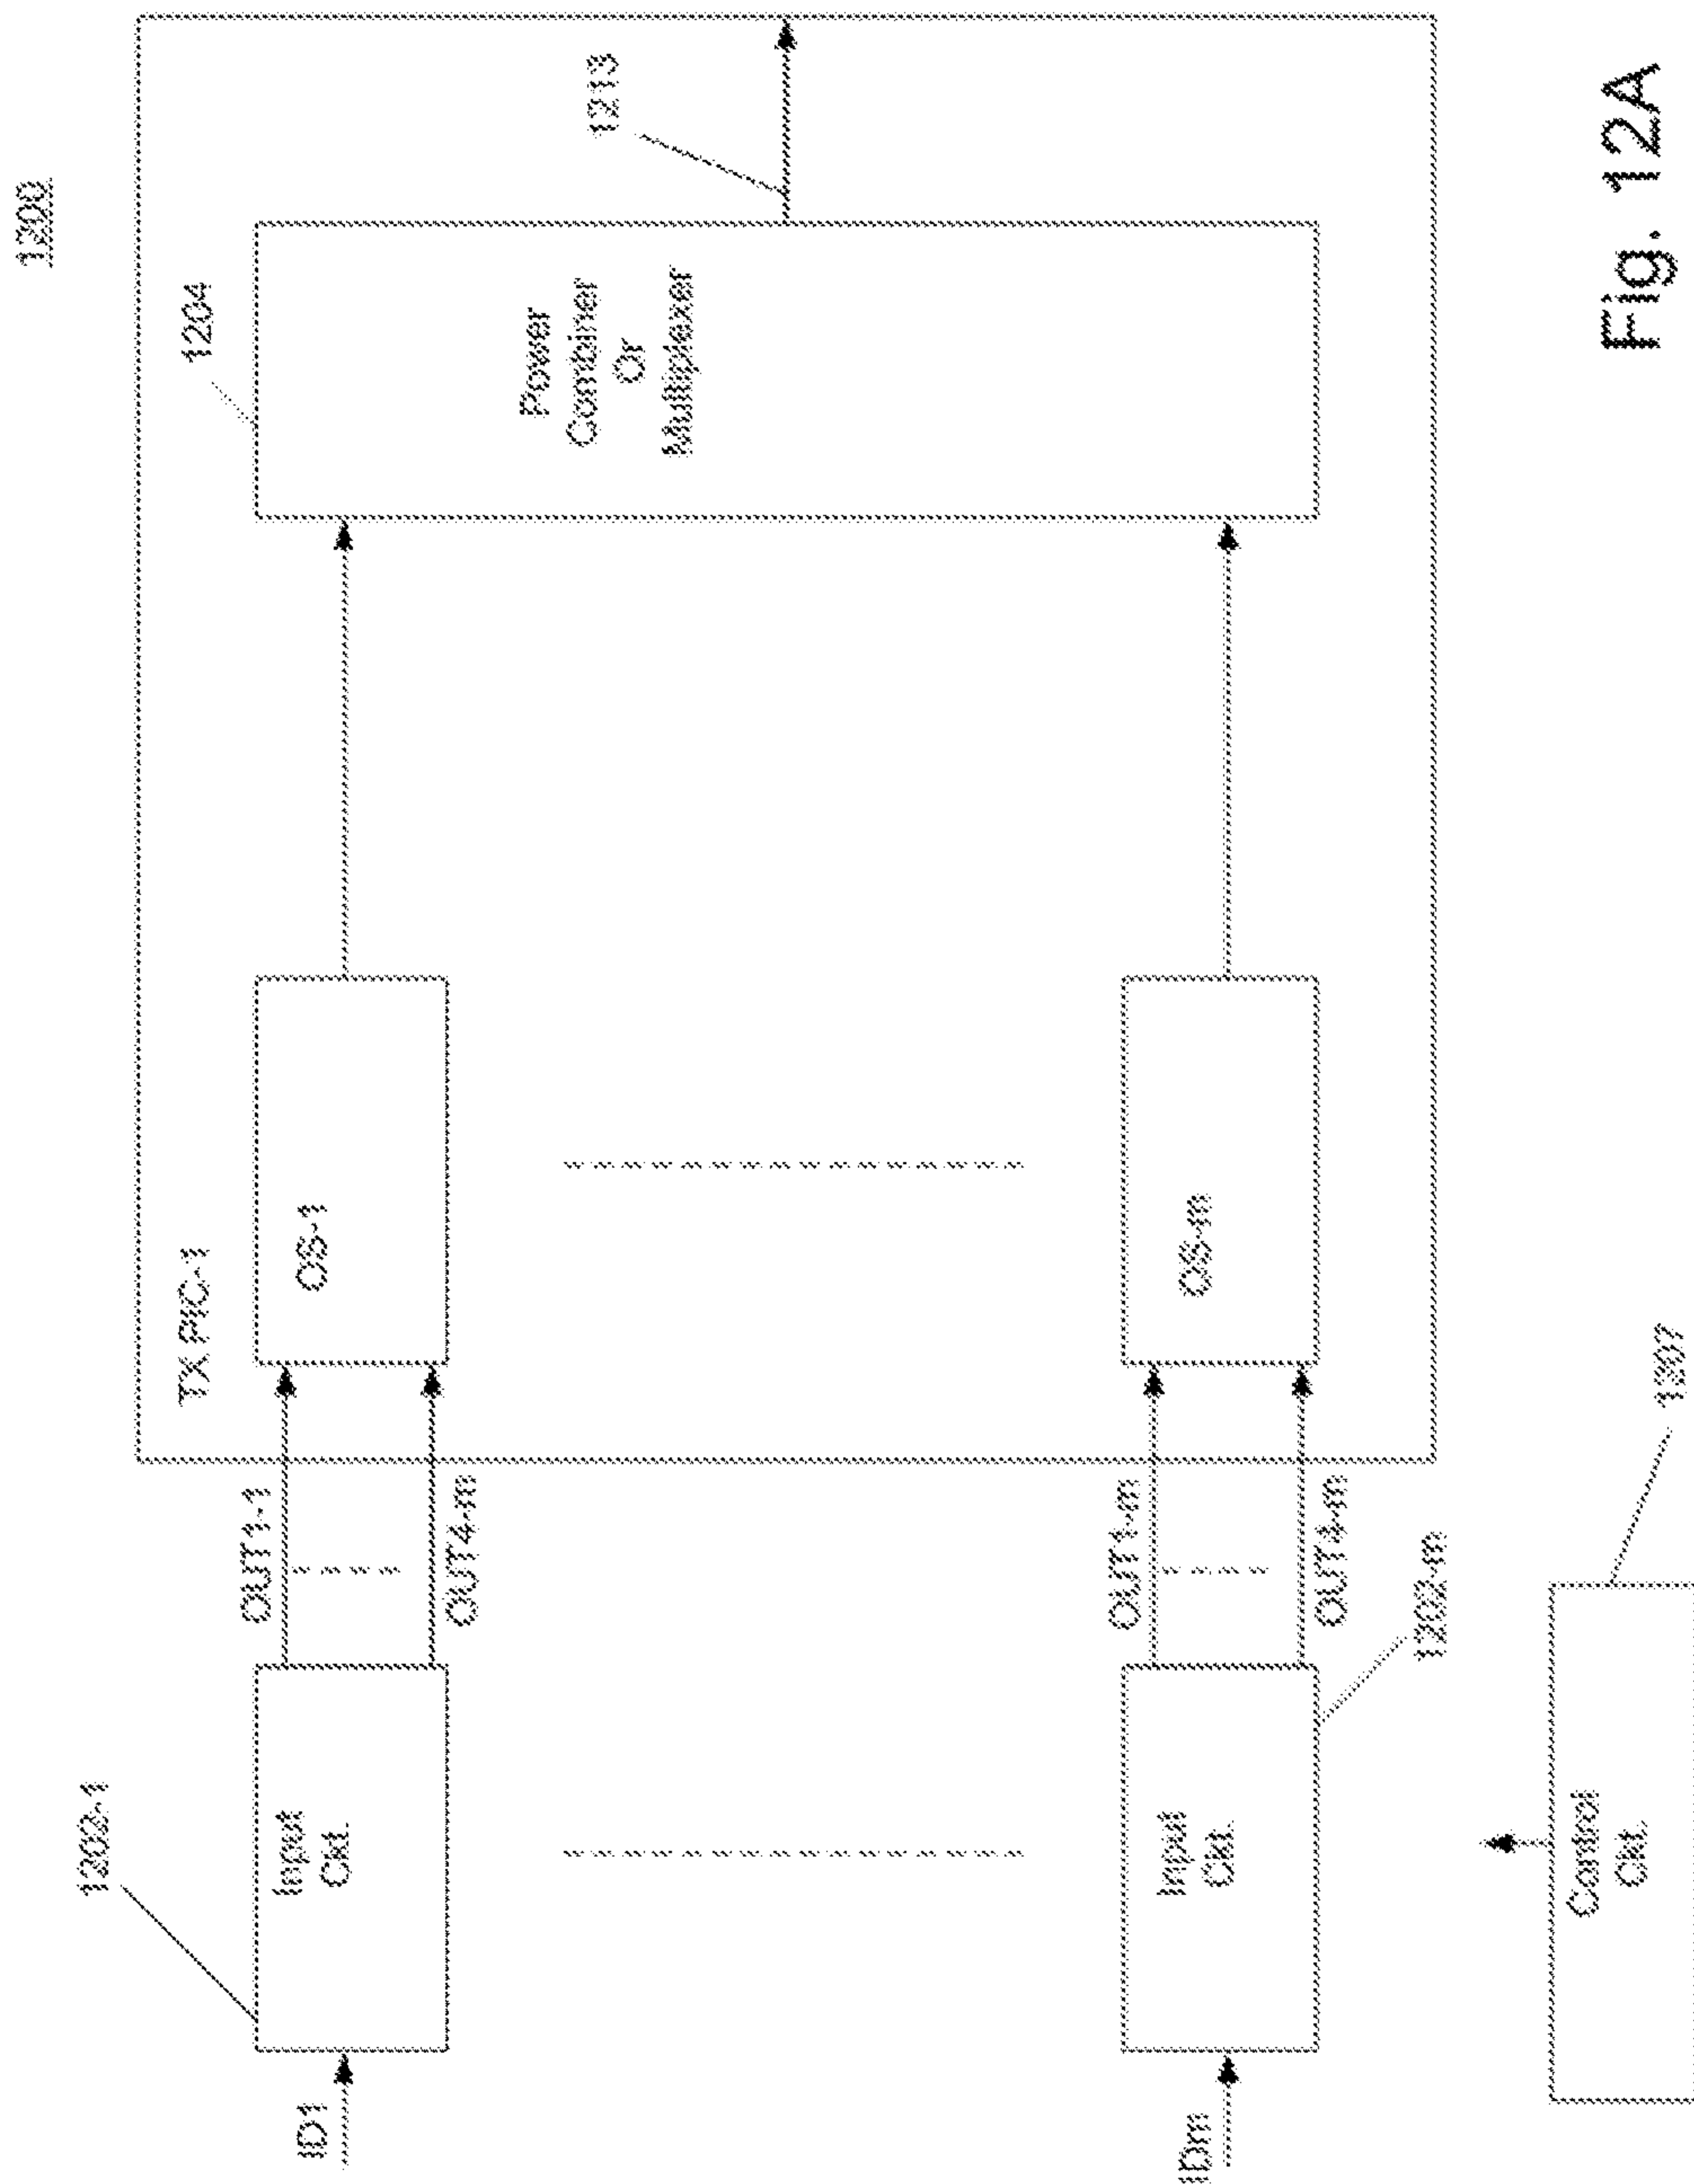 1200
TX PIC-1
1202-1
ID1
Input
Ckt.
OUT1-1
OUT4-m
OS-1
1204
Power
Combiner
Or
Multiplexer
1213
IDm
Input
Ckt.
OUT1-m
OUT4-m
1202-m
OS-m
Control
Ckt.
1207
Fig. 12A